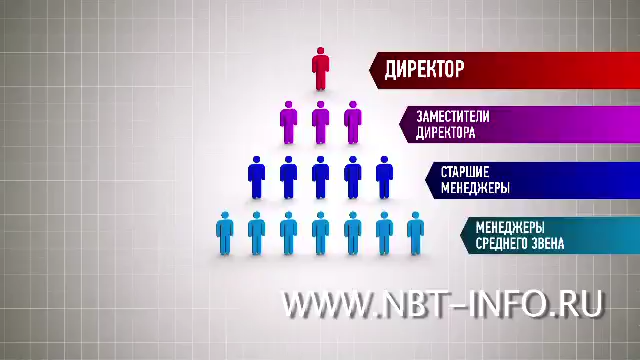 ДИРЕКТОР
ЗАМЕСТИТЕЛИ
ДИРЕКТОРА
СТАРШИЕ
МЕНЕДЖЕРЫ
МЕНЕДЖЕРЫ
СРЕДНЕГО ЗВЕНА
WWW.NBT-INFO.RU